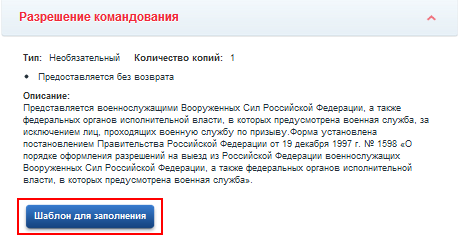 Разрешение командования
Тип: Необязательный Количество копий: 1
Предоставляется без возврата
Описание:
Представляется военнослужащими Вооруженных Сил Российской Федерации, а также
федеральных органов исполнительной власти, в которых предусмотрена военная служба, за
исключением лиц, проходящих военную службу по призыву.Форма установлена
постановлением Правительства Российской Федерации от 19 декабря 1997 г. № 1598 «О
порядке оформления разрешений на выезд из Российской Федерации военнослужащих
Вооруженных Сил Российской Федерации, а также федеральных органов исполнительной
власти, в которых предусмотрена военная служба».
Шаблон для заполнения